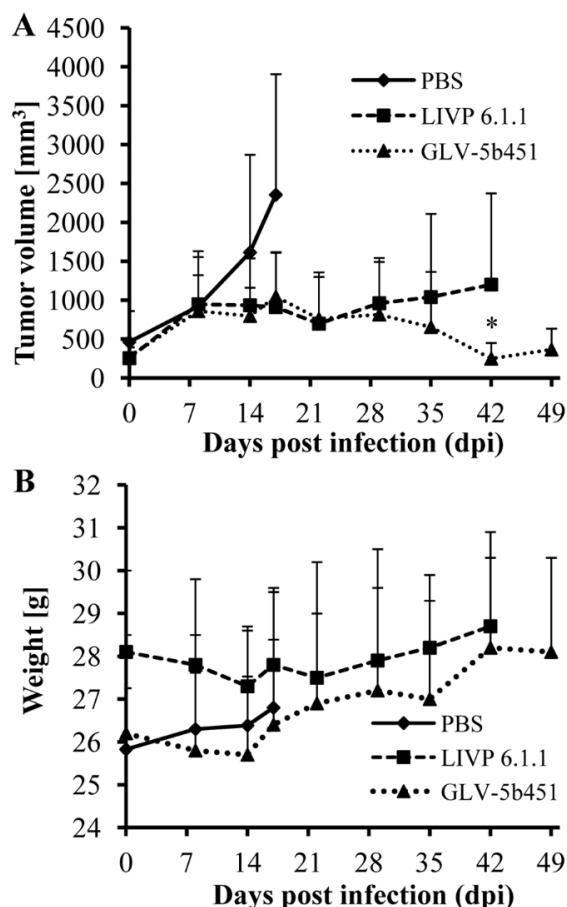 A
4500
4000
3500
3000
2500
2000
1500
1000
500
0
Tumor volume [mm³]
PBS
LIVP 6.1.1
GLV-5b451
*
0 7 14 21 28 35 42 49
Days post infection (dpi)
B
32
31
30
29
28
27
26
25
24
Weight [g]
PBS
LIVP 6.1.1
GLV-5b451
0 7 14 21 28 35 42 49
Days post infection (dpi)